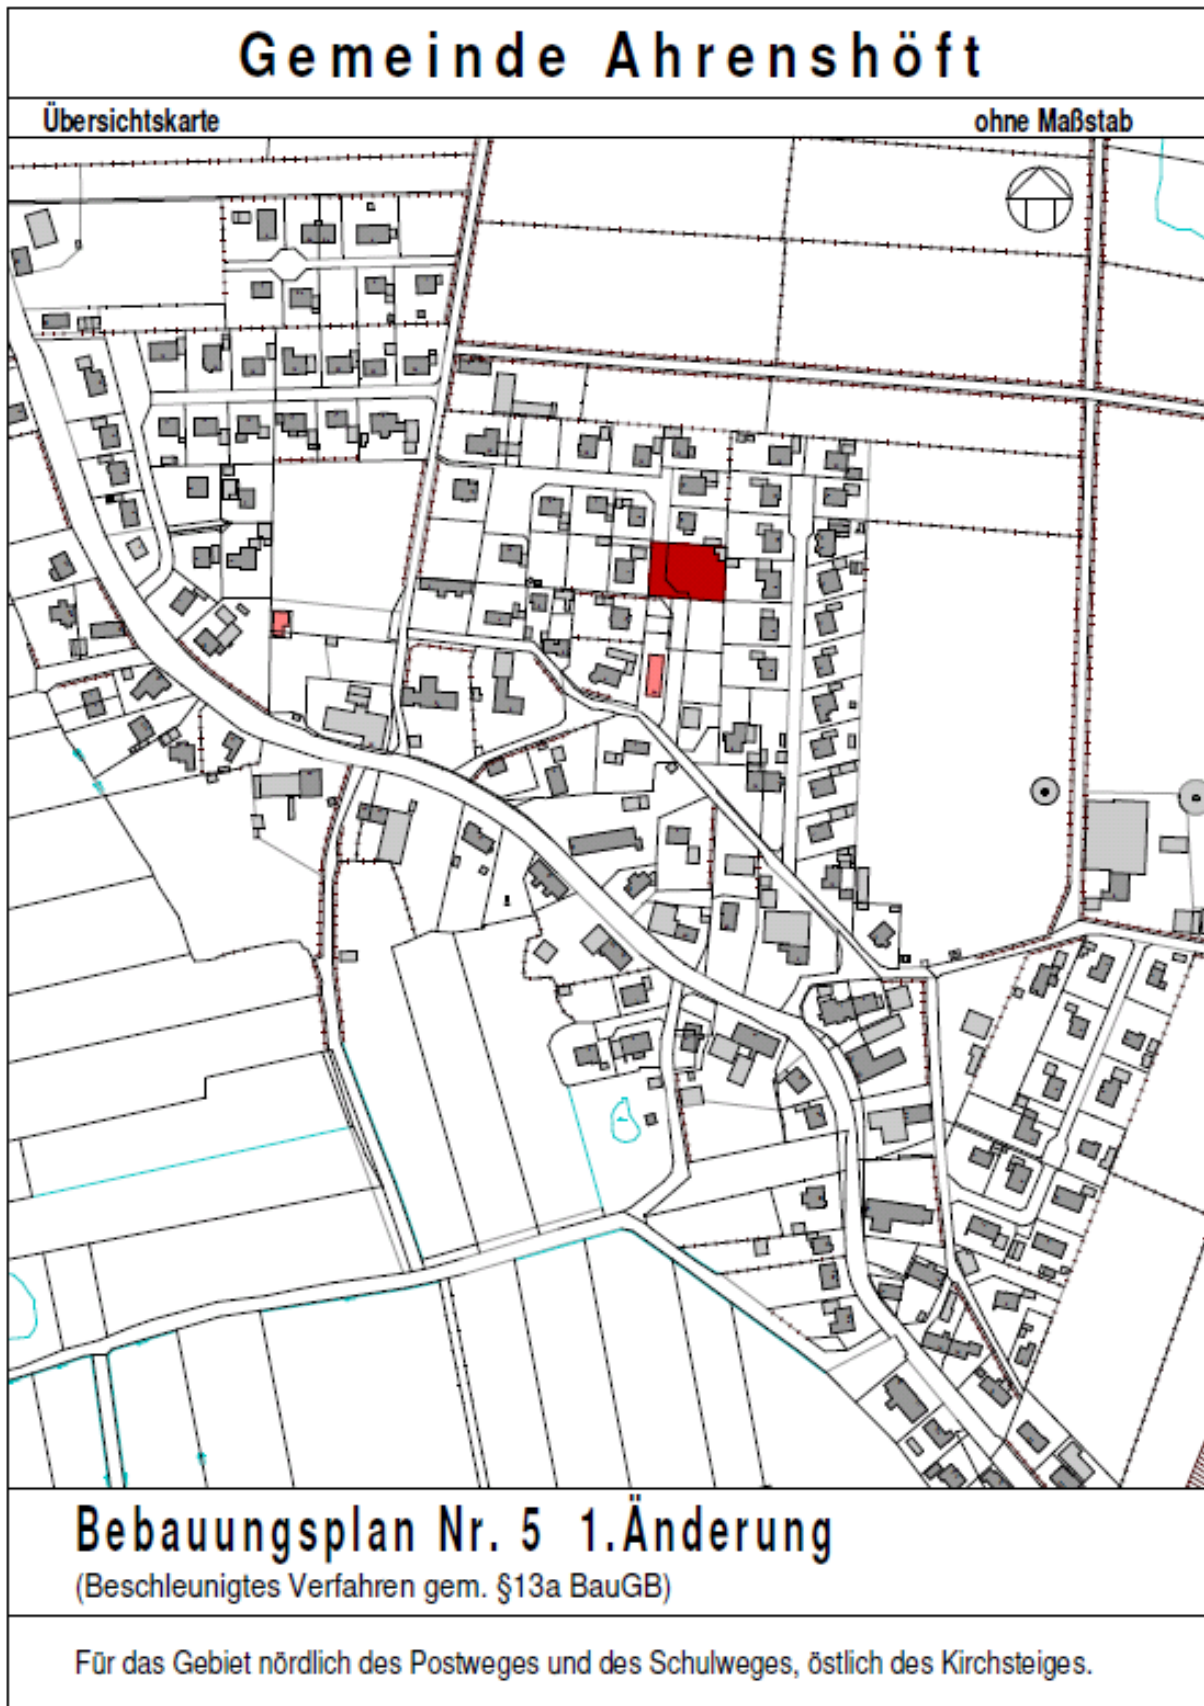 Gemeinde Ahrenshöft
Übersichtskarte ohne Maßstab
Bebauungsplan Nr. 5 1.Änderung
(Beschleunigtes Verfahren gem. §13a BauGB)
Für das Gebiet nördlich des Postweges und des Schulweges, östlich des Kirchsteiges.